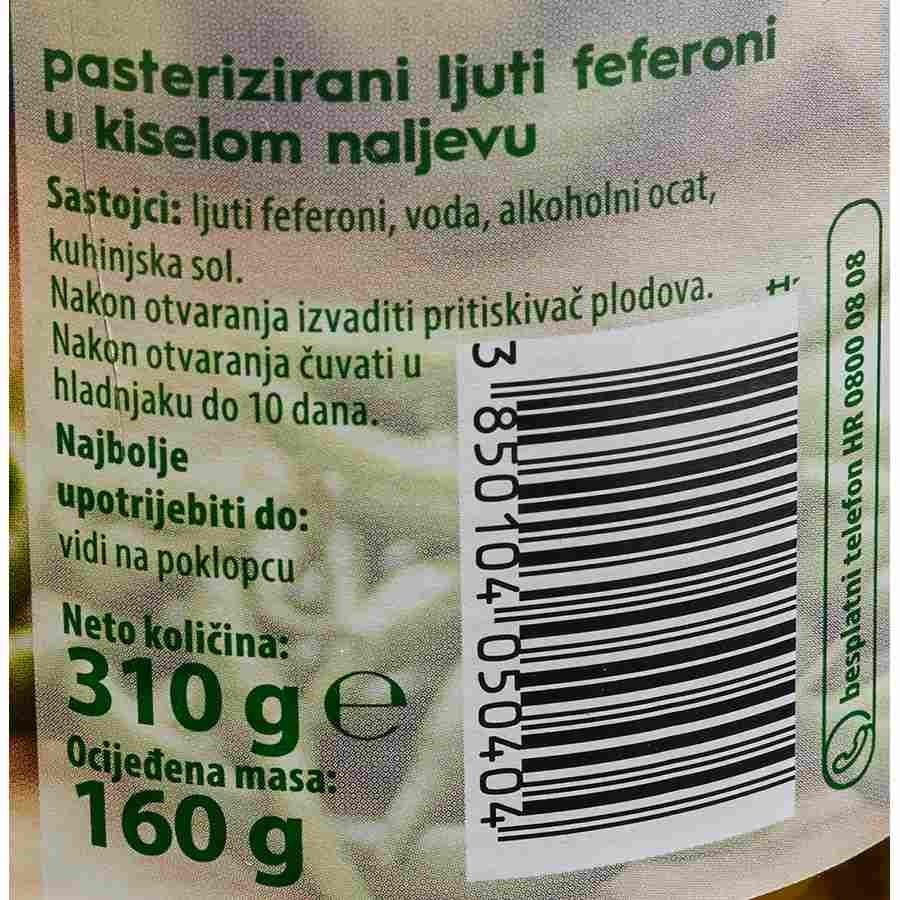 pasterizirani ljuti feferoni
u kiselom naljevu
Sastojci: ljuti feferoni, voda, alkoholni ocat,
kuhinjska sol.
Nakon otvaranja izvaditi pritiskivač plodova.
Nakon otvaranja čuvati u
hladnjaku do 10 dana.
Najbolje
upotrijebiti do:
vidi na poklopcu
Neto količina:
310 g e
Ocijeđena masa:
160 g
3 850104 050404
besplatni telefon HR 0800 08 08